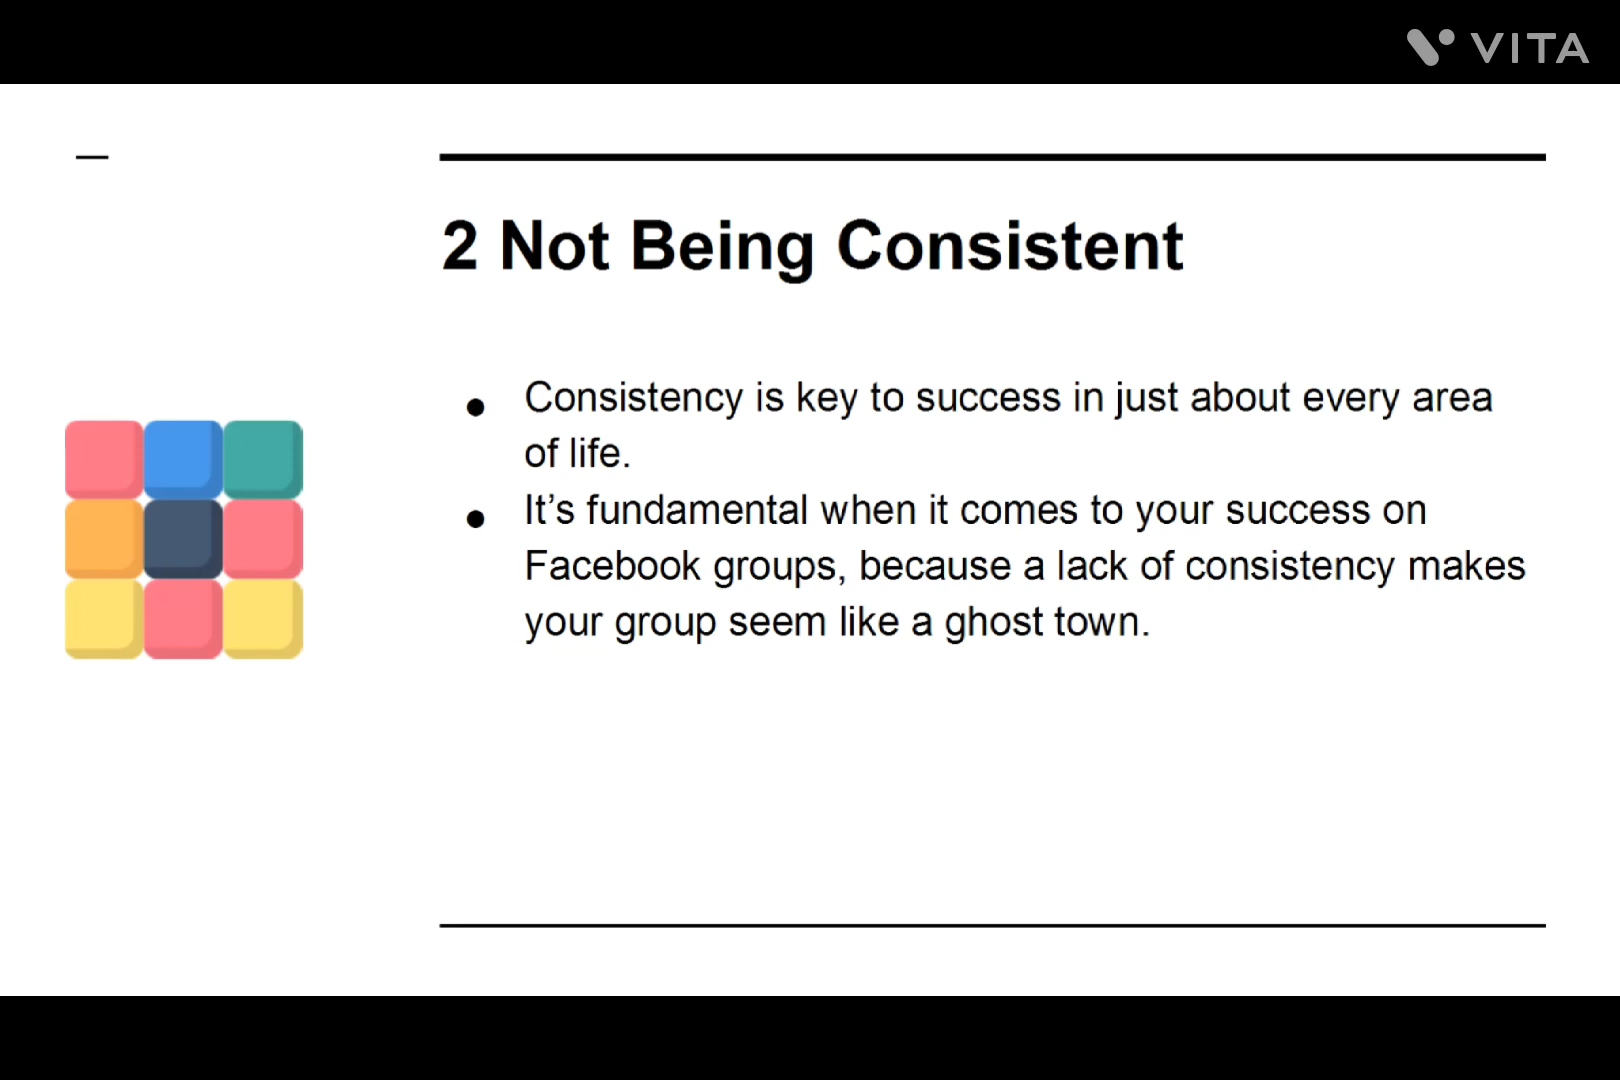 VITA
2 Not Being Consistent
● Consistency is key to success in just about every area
of life.
● It’s fundamental when it comes to your success on
Facebook groups, because a lack of consistency makes
your group seem like a ghost town.